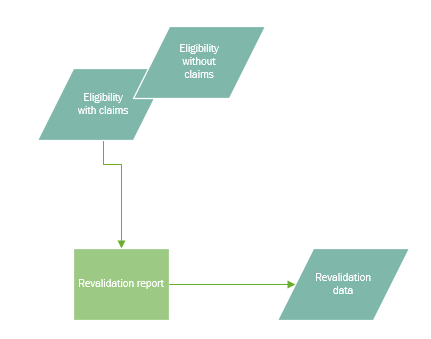 Eligibility
without
claims
Eligibility
with claims
Revalidation report
Revalidation
data